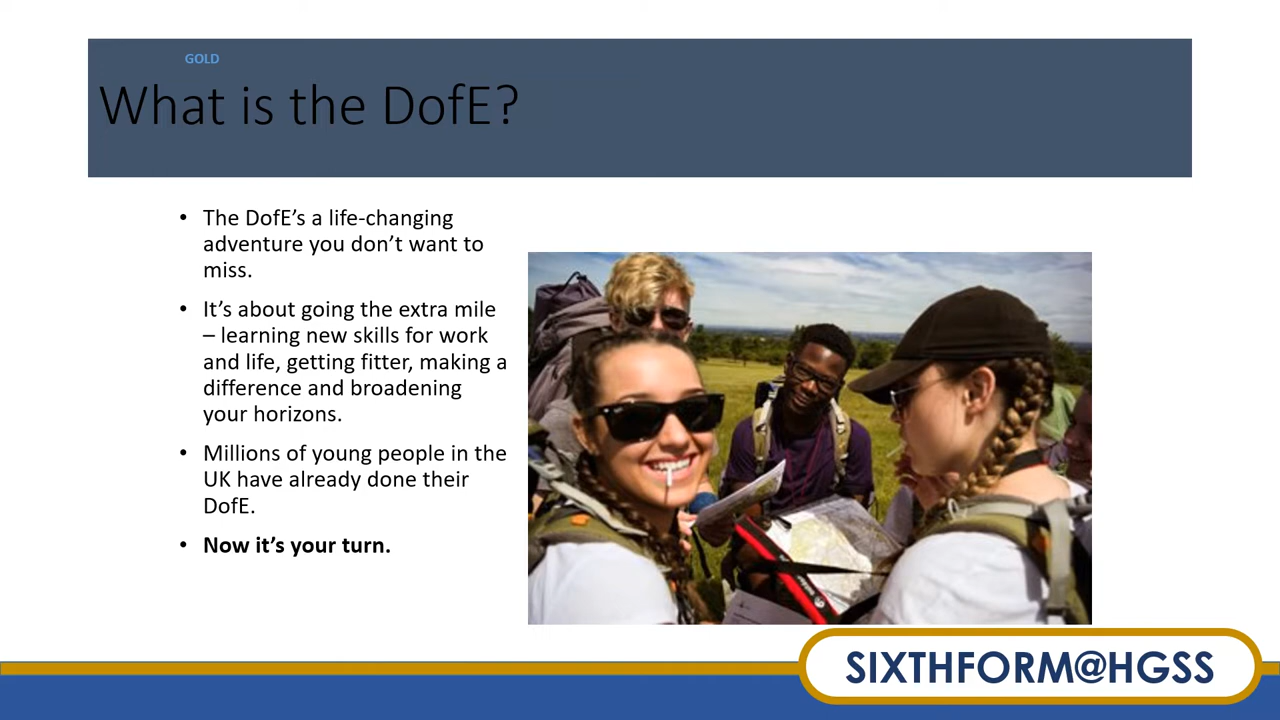 GOLD
What is the DofE?
• The DofE’s a life-changing
adventure you don’t want to
miss.
• It’s about going the extra mile
– learning new skills for work
and life, getting fitter, making a
difference and broadening
your horizons.
• Millions of young people in the
UK have already done their
DofE.
• Now it’s your turn.
SIXTHFORM@HGSS